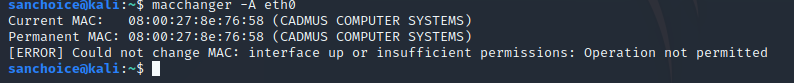 sanchoice@kali:~$ macchanger -A eth0
Current MAC:   08:00:27:8e:76:58 (CADMUS COMPUTER SYSTEMS)
Permanent MAC: 08:00:27:8e:76:58 (CADMUS COMPUTER SYSTEMS)
[ERROR] Could not change MAC: interface up or insufficient permissions: Operation not permitted
sanchoice@kali:~$